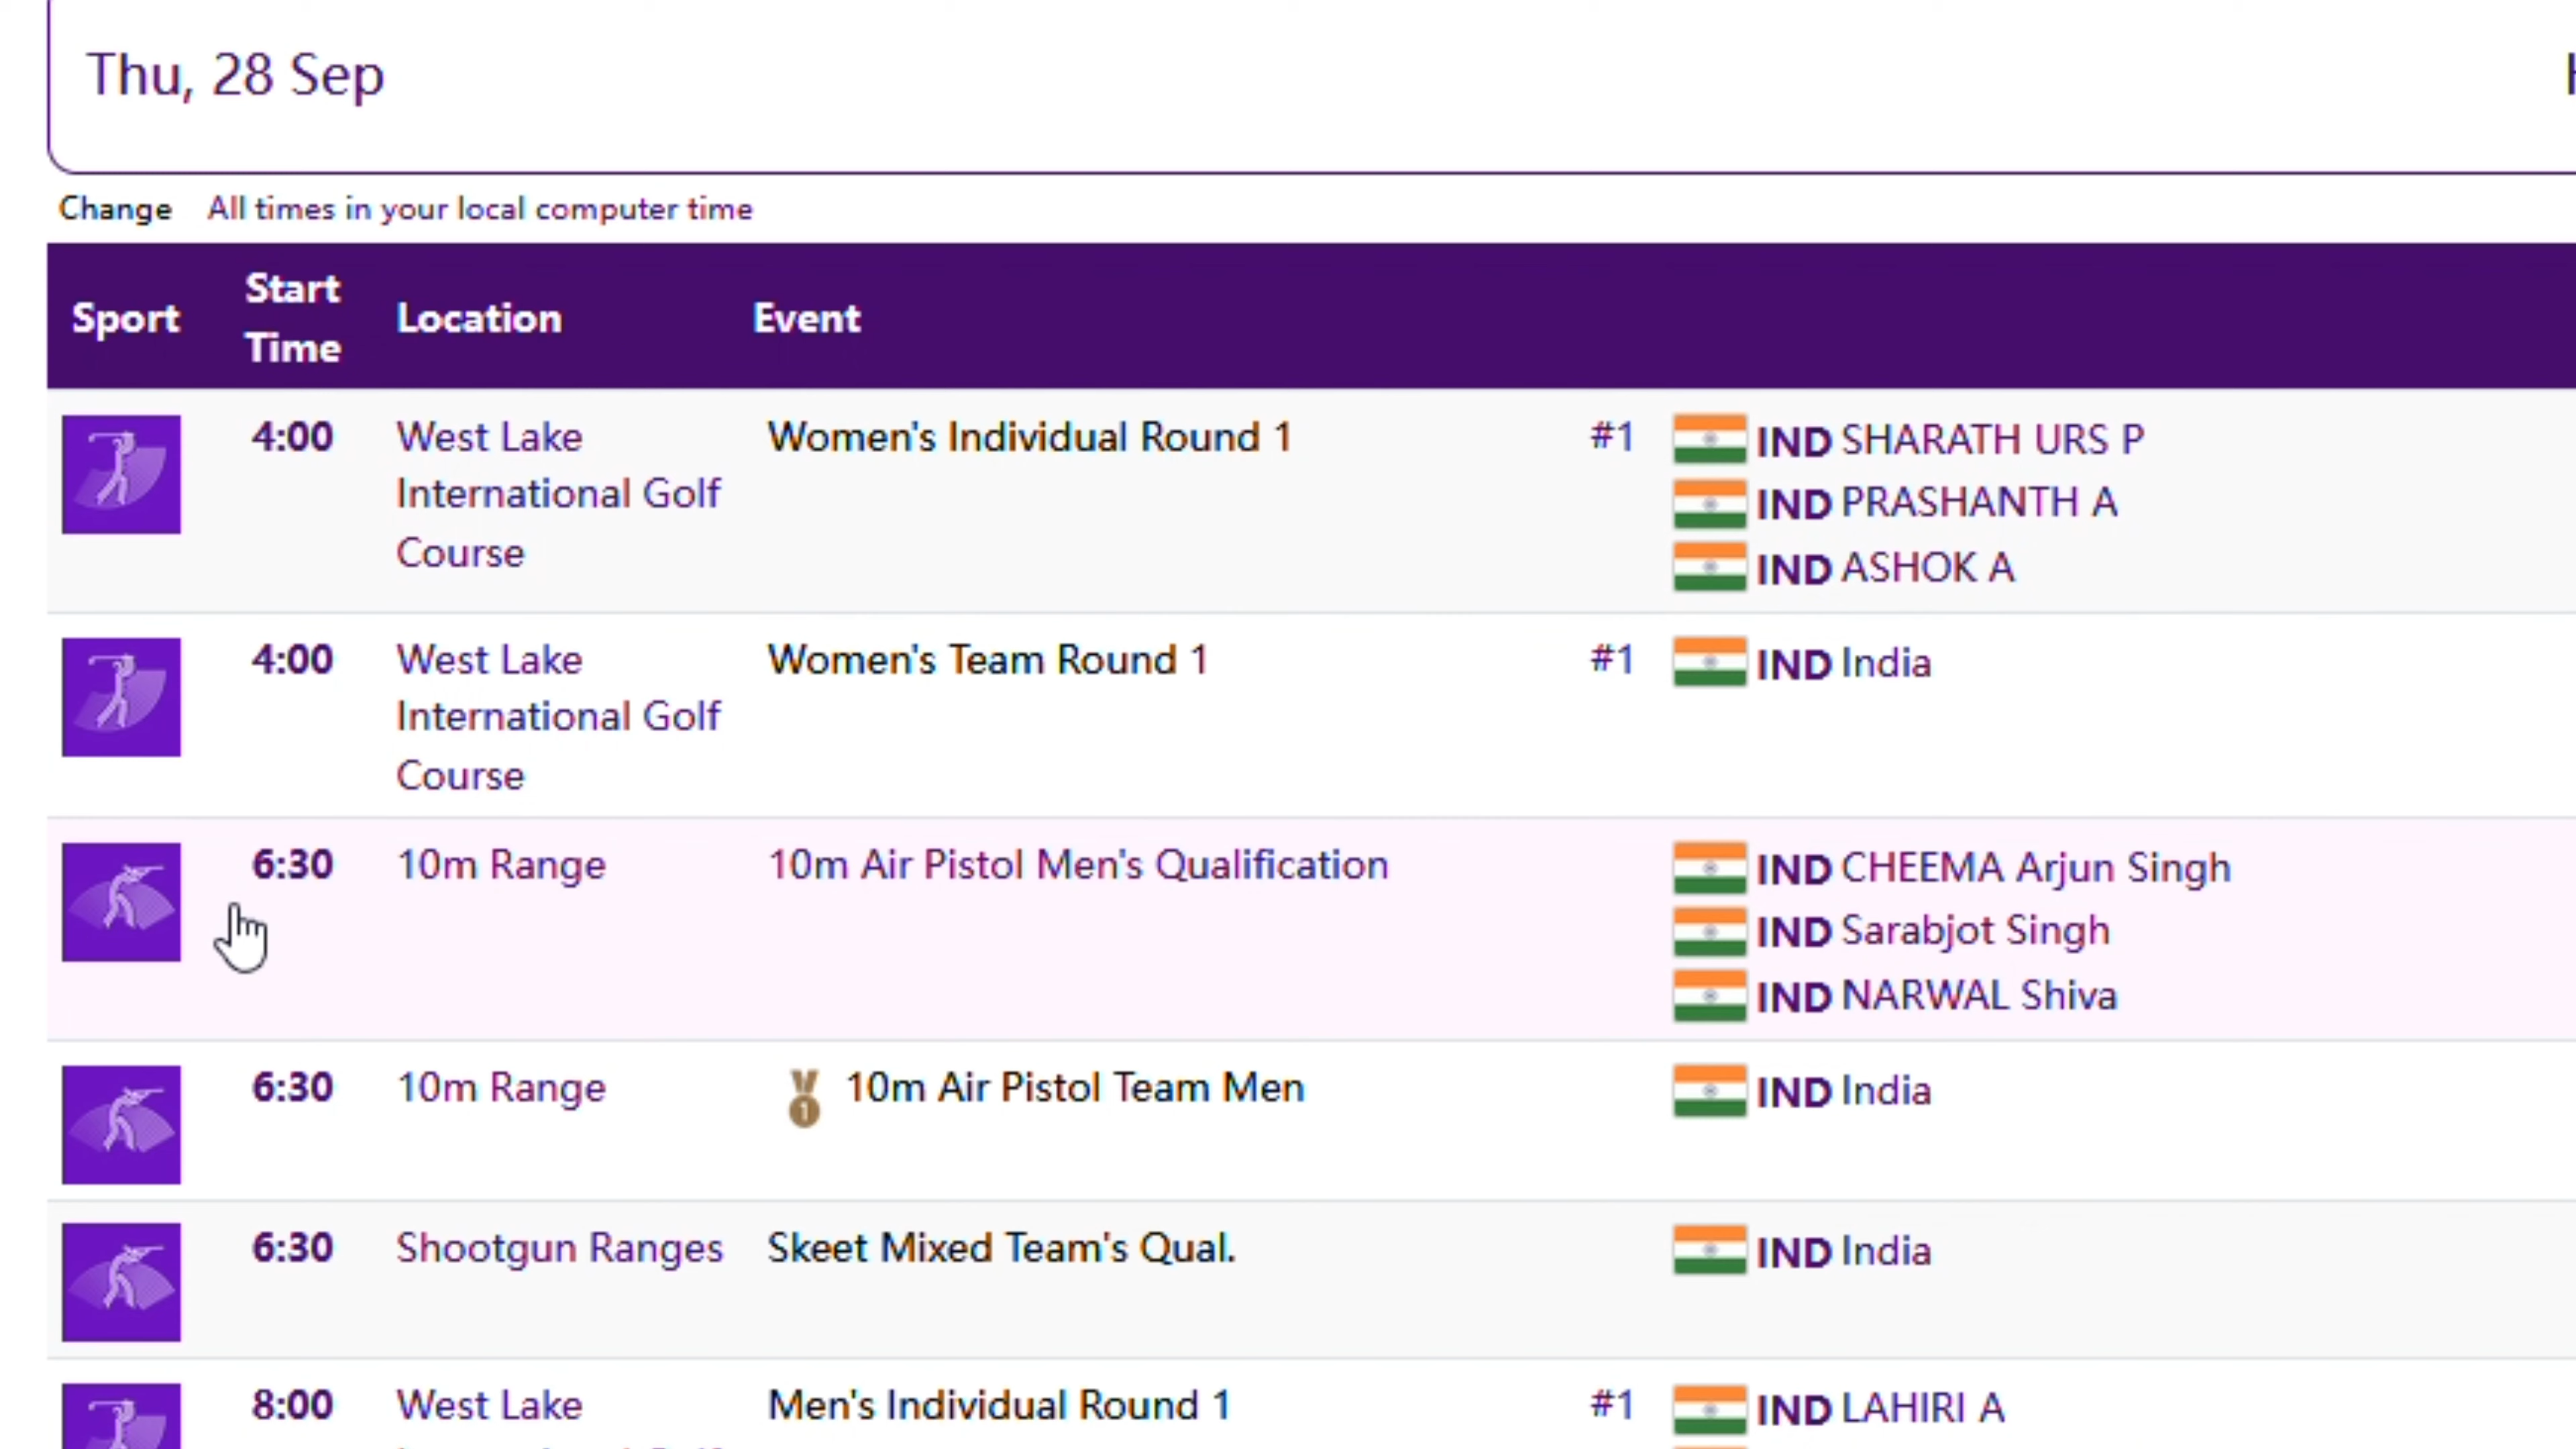 Thu, 28 Sep
Change All times in your local computer time
Sport Start Time Location Event
4:00 West Lake International Golf Course Women's Individual Round 1 #1 IND SHARATH URS P
IND PRASHANTH A
IND ASHOK A
4:00 West Lake International Golf Course Women's Team Round 1 #1 IND India
6:30 10m Range 10m Air Pistol Men's Qualification IND CHEEMA Arjun Singh
IND Sarabjot Singh
IND NARWAL Shiva
6:30 10m Range 1 10m Air Pistol Team Men IND India
6:30 Shootgun Ranges Skeet Mixed Team's Qual. IND India
8:00 West Lake Men's Individual Round 1 #1 IND LAHIRI A